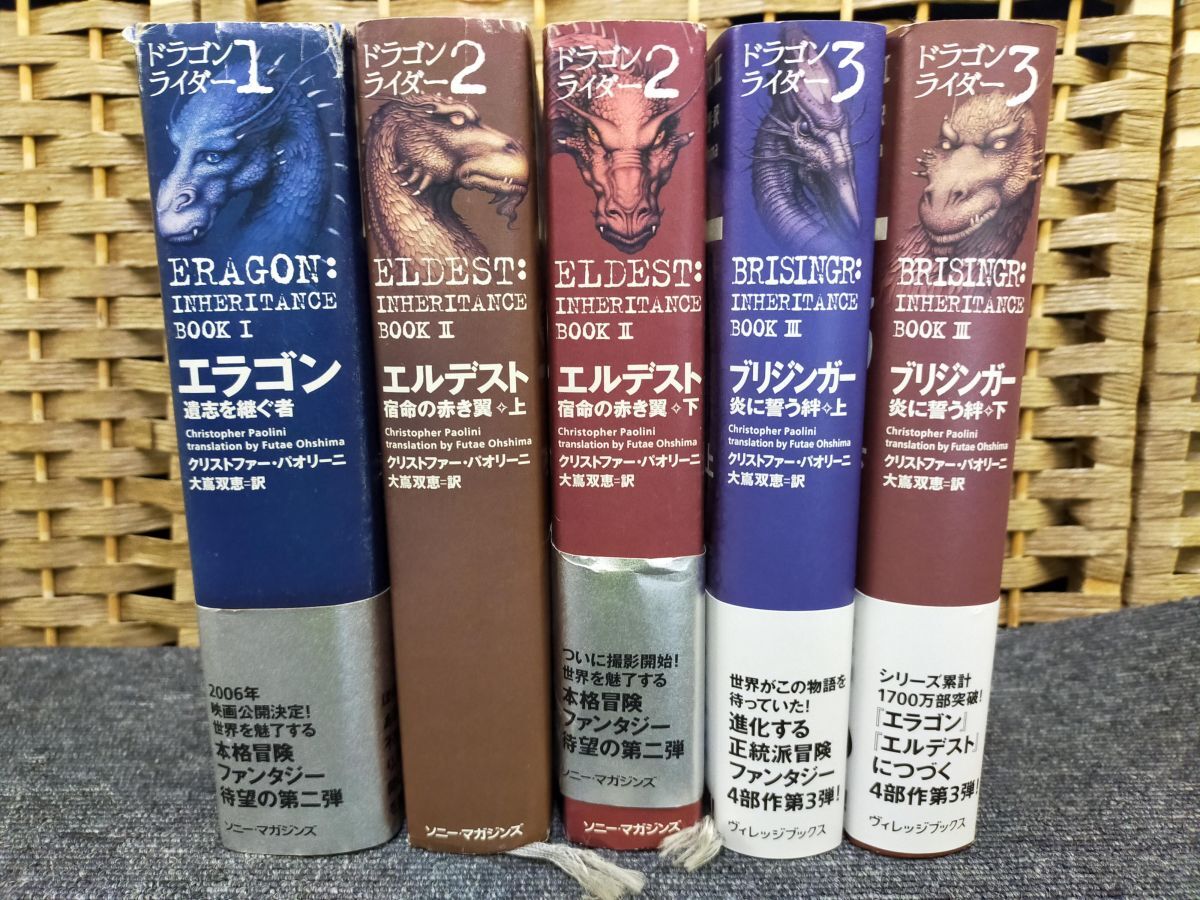 ドラゴン
ライダー1
ERAGON:
INHERITANCE
BOOK I
エラゴン
遺志を継ぐ者
Christopher Paolini
translation by Futae Ohshima
クリストファー・パオリーニ
大嶌双恵=訳
2006年
映画公開決定!
世界を魅了する
本格冒険
ファンタジー
待望の第二弾
ソニー・マガジンズ
ドラゴン
ライダー2
ELDEST:
INHERITANCE
BOOK II
エルデスト
宿命の赤き翼✧上
Christopher Paolini
translation by Futae Ohshima
クリストファー・パオリーニ
大嶌双恵=訳
ソニー・マガジンズ
ドラゴン
ライダー2
ELDEST:
INHERITANCE
BOOK II
エルデスト
宿命の赤き翼✧下
Christopher Paolini
translation by Futae Ohshima
クリストファー・パオリーニ
大嶌双恵=訳
ついに撮影開始!
世界を魅了する
本格冒険
ファンタジー
待望の第二弾
ソニー・マガジンズ
ソニー・マガジンズ
ドラゴン
ライダー3
BRISINGR:
INHERITANCE
BOOK III
ブリジンガー
炎に誓う絆✧上
Christopher Paolini
translation by Futae Ohshima
クリストファー・パオリーニ
大嶌双恵=訳
世界がこの物語を
待っていた!
進化する
正統派冒険
ファンタジー
4部作第3弾!
ヴィレッジブックス
ドラゴン
ライダー3
BRISINGR:
INHERITANCE
BOOK III
ブリジンガー
炎に誓う絆✧下
Christopher Paolini
translation by Futae Ohshima
クリストファー・パオリーニ
大嶌双恵=訳
シリーズ累計
1700万部突破!
『エラゴン』
『エルデスト』
につづく
4部作第3弾!
ヴィレッジブックス